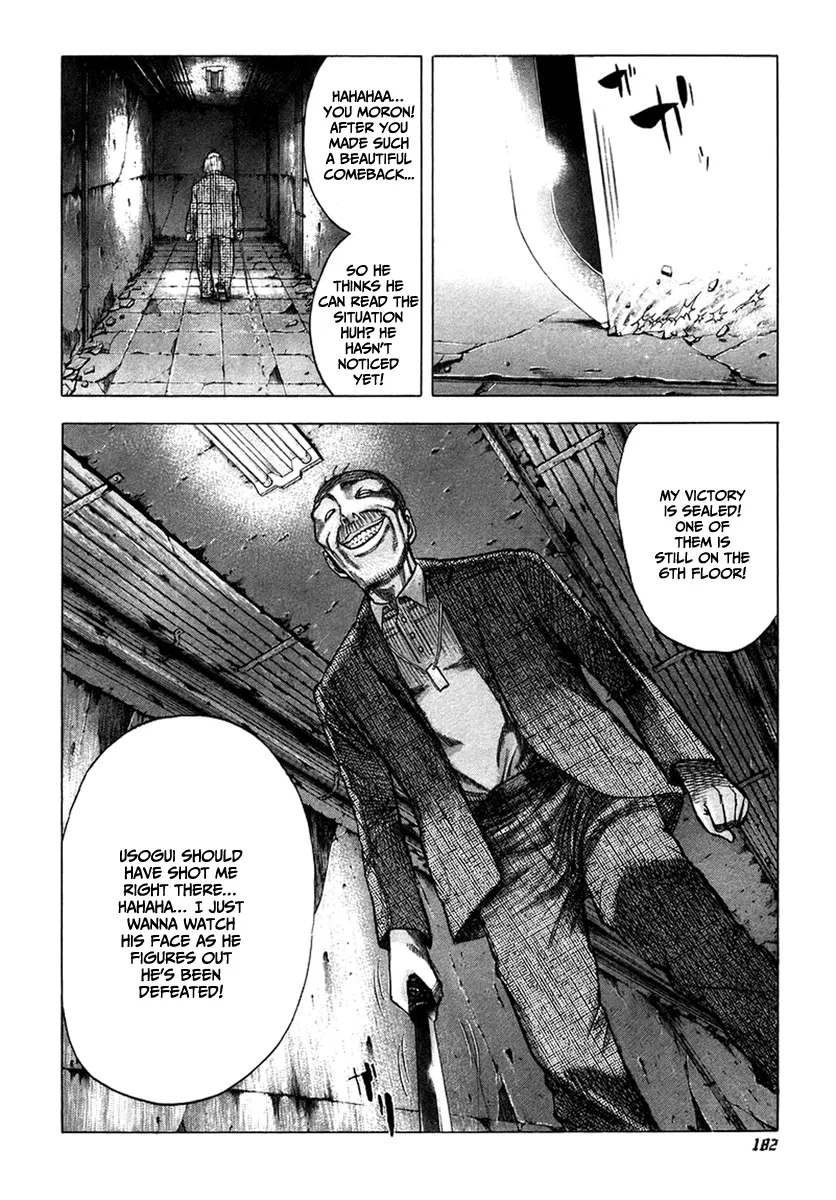 HAHAHAA...
YOU MORON!
AFTER YOU
MADE SUCH
A BEAUTIFUL
COMEBACK...
SO HE
THINKS HE
CAN READ THE
SITUATION
HUH? HE
HASN'T
NOTICED
YET!
MY VICTORY
IS SEALED!
ONE OF
THEM IS
STILL ON THE
6TH FLOOR!
USOGUI SHOULD
HAVE SHOT ME
RIGHT THERE...
HAHAHA... I JUST
WANNA WATCH
HIS FACE AS HE
FIGURES OUT
HE'S BEEN
DEFEATED!
182